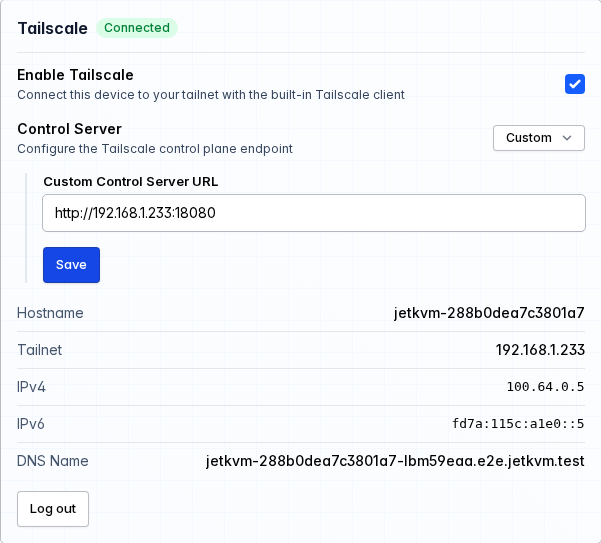 Tailscale Connected
Enable Tailscale
Connect this device to your tailnet with the built-in Tailscale client
Control Server
Configure the Tailscale control plane endpoint
Custom
Custom Control Server URL
http://192.168.1.233:18080
Save
Hostname jetkvm-288b0dea7c3801a7
Tailnet 192.168.1.233
IPv4 100.64.0.5
IPv6 fd7a:115c:a1e0::5
DNS Name jetkvm-288b0dea7c3801a7-lbm59eaa.e2e.jetkvm.test
Log out